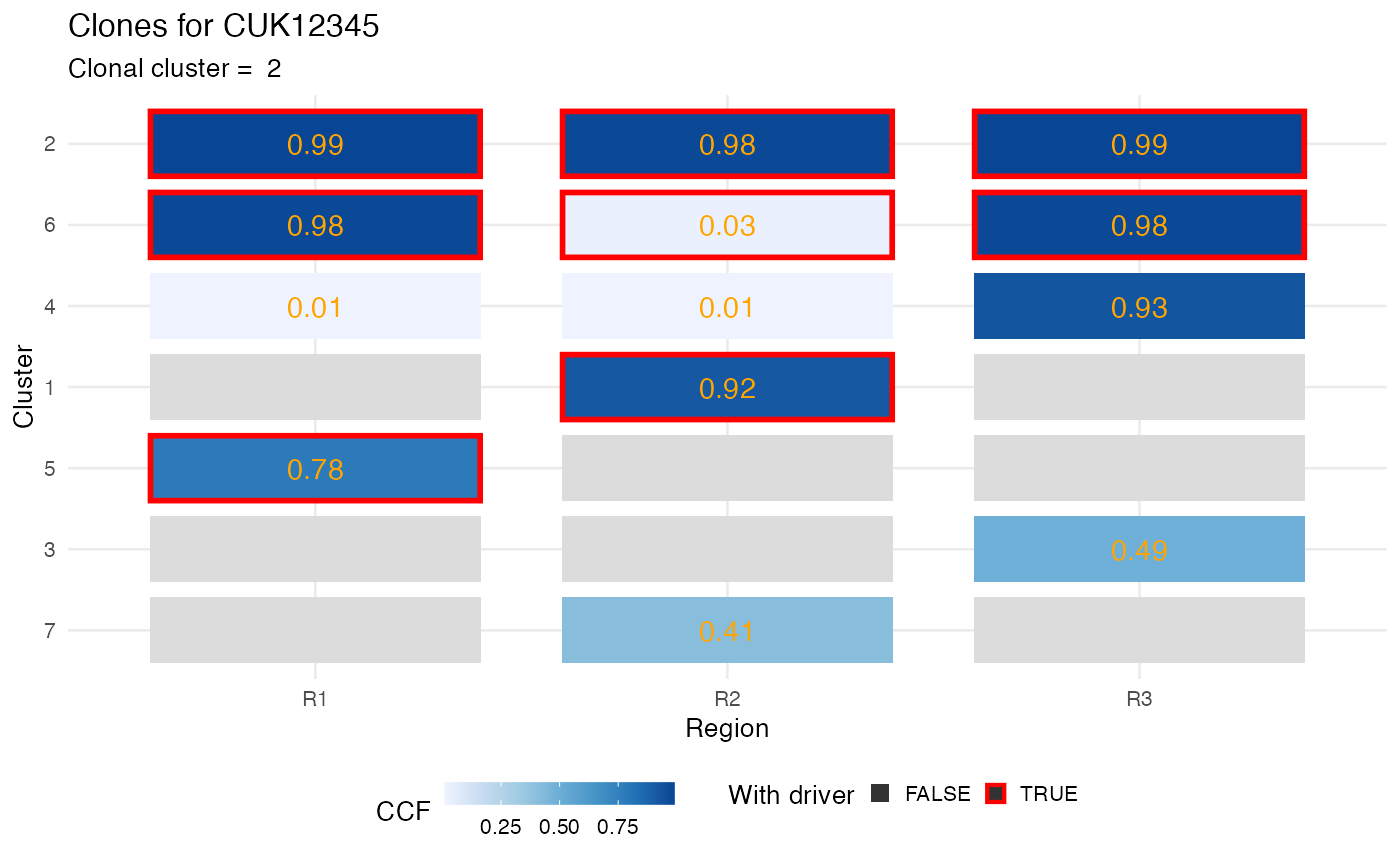 Clones for CUK12345
Clonal cluster = 2
Cluster
2 0.99 0.98 0.99
6 0.98 0.03 0.98
4 0.01 0.01 0.93
1 0.92
5 0.78
3 0.49
7 0.41
R1 R2 R3
Region
CCF 0.25 0.50 0.75 With driver FALSE TRUE